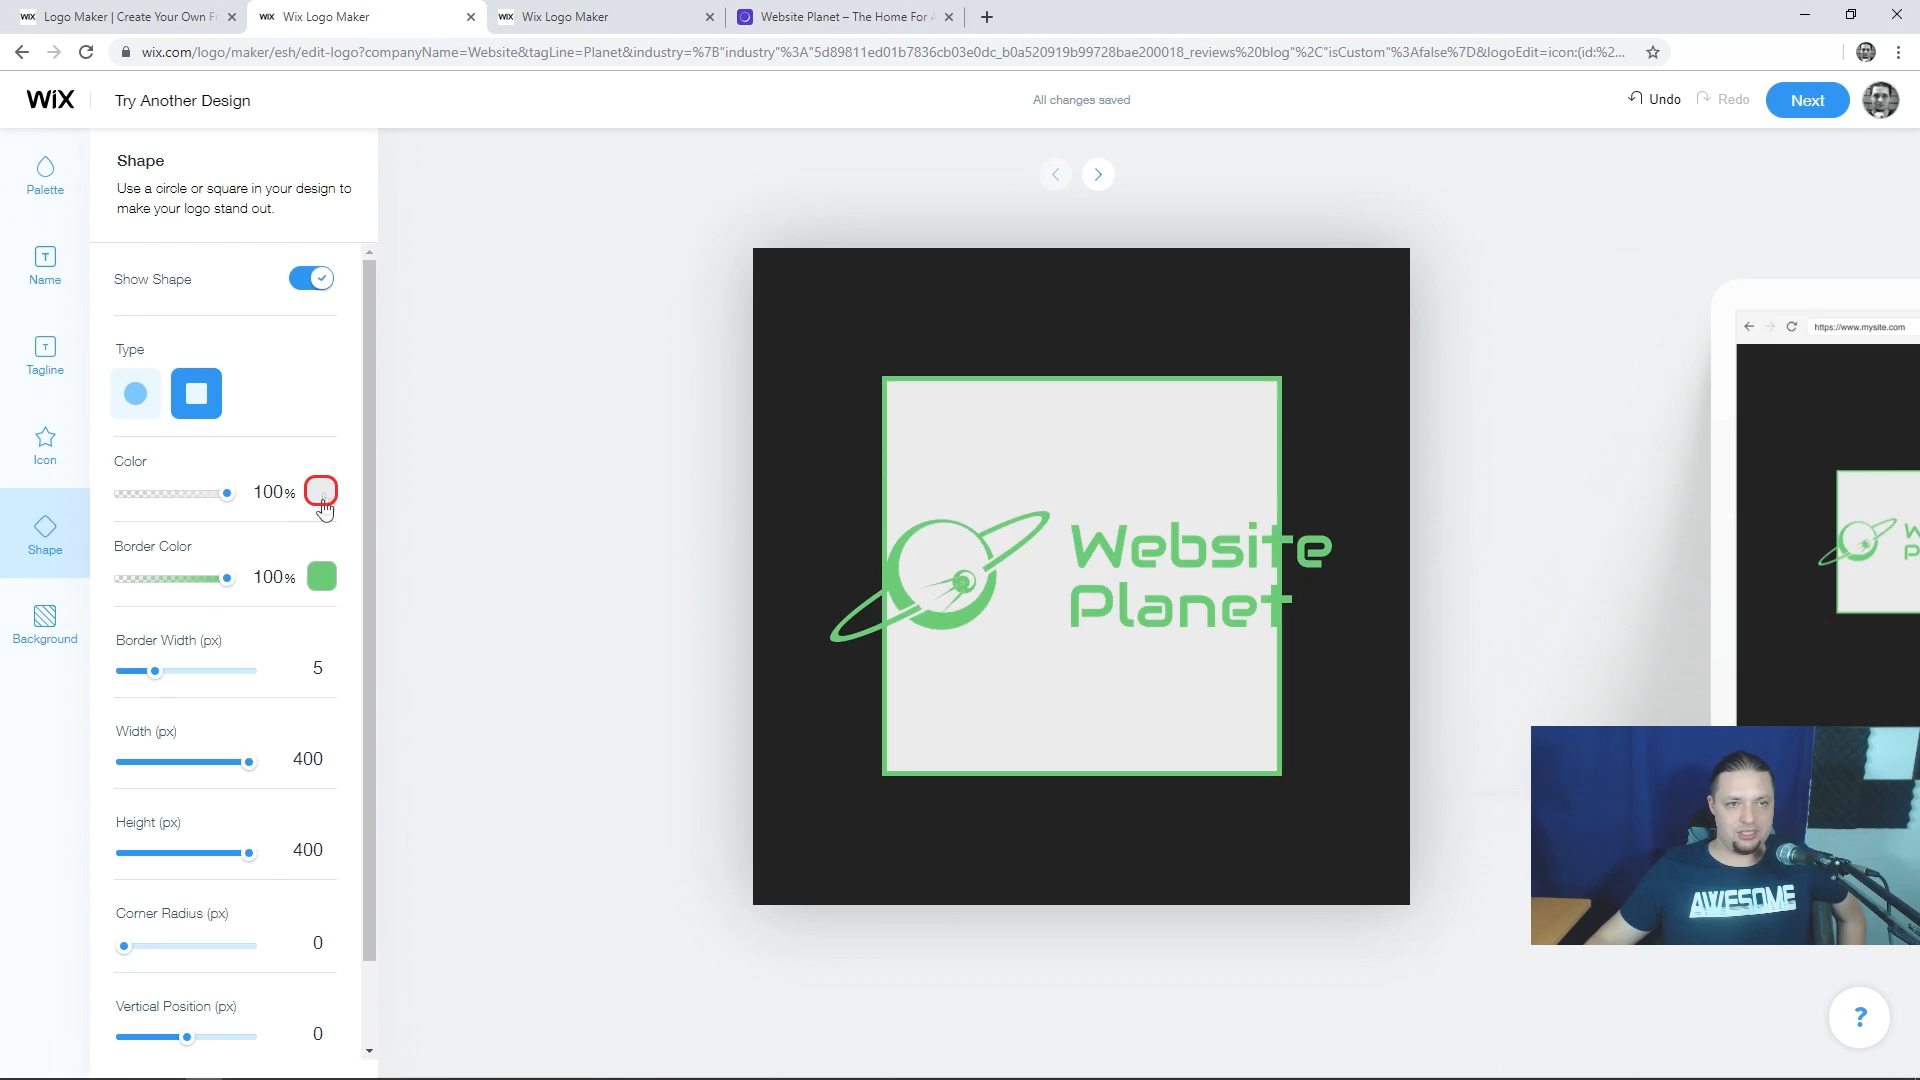 WIX Logo Maker | Create Your Own F
WIX Wix Logo Maker
WIX Wix Logo Maker
Website Planet – The Home For
wix.com/logo/maker/esh/edit-logo?companyName=Website&tagLine=Planet&industry=%7B"industry"%3A"5d89811ed01b7836cb03e0dc_b0a520919b99728bae200018_reviews%20blog"%2C"isCustom"%3Afalse%7D&logoEdit=icon:(id:%2...
WIX
Try Another Design
All changes saved
Undo
Redo
Next
Palette
Name
Tagline
Icon
Shape
Background
Shape
Use a circle or square in your design to
make your logo stand out.
Show Shape
Type
Color
100%
Border Color
100%
Border Width (px)
5
Width (px)
400
Height (px)
400
Corner Radius (px)
0
Vertical Position (px)
0
Website
Planet
https://www.mysite.com
AWESOME
?